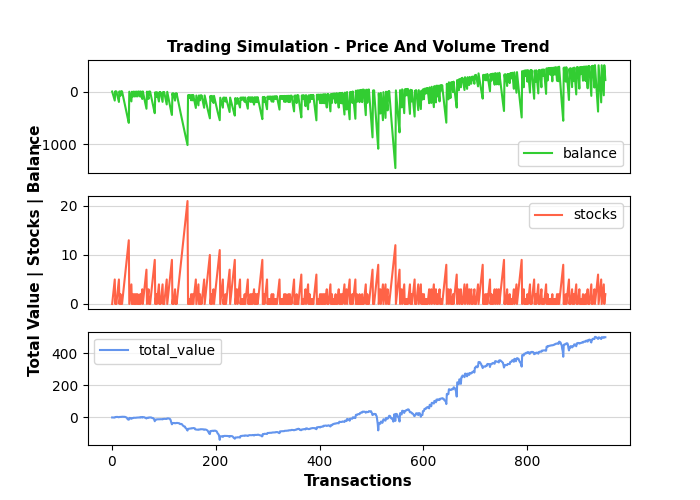 Trading Simulation - Price And Volume Trend
0
-1000
balance
20
10
0
stocks
400
200
0
total_value
0
200
400
600
800
Transactions
Total Value | Stocks | Balance